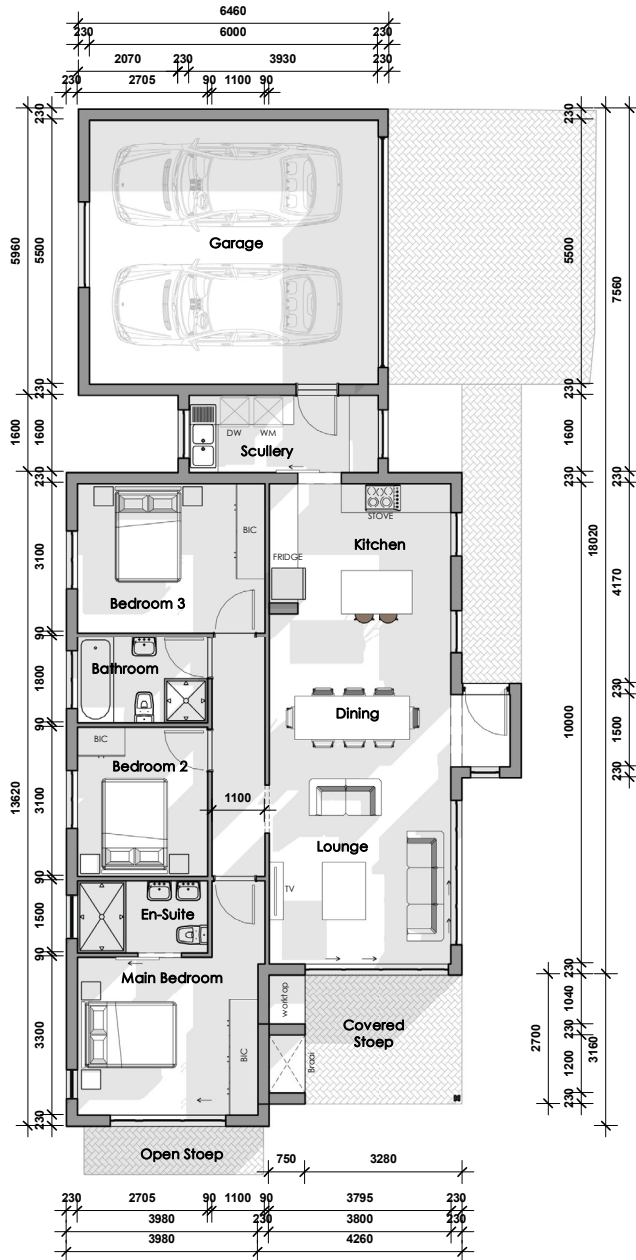 6460
230 6000 230
2070 230 3930 230
230 2705 90 1100 90
230
230
230
5960
5500
5500
7560
Garage
230
230
1600
1600
1600
DW WM
Scullery
230
230
230
STOVE
BIC
Kitchen
18020
3100
FRIDGE
4170
Bedroom 3
90
Bathroom
1800
230
Dining
10000
90
BIC
1500
Bedroom 2
230
13620
3100
1100
Lounge
90
TV
1500
En-Suite
90
230
Main Bedroom
worktop
1040
Covered
Stoep
2700
230
3160
3300
BIC
Braai
1200
230
230
Open Stoep
750 3280
230 2705 90 1100 90 3795 230
3980 230 3800 230
3980 4260